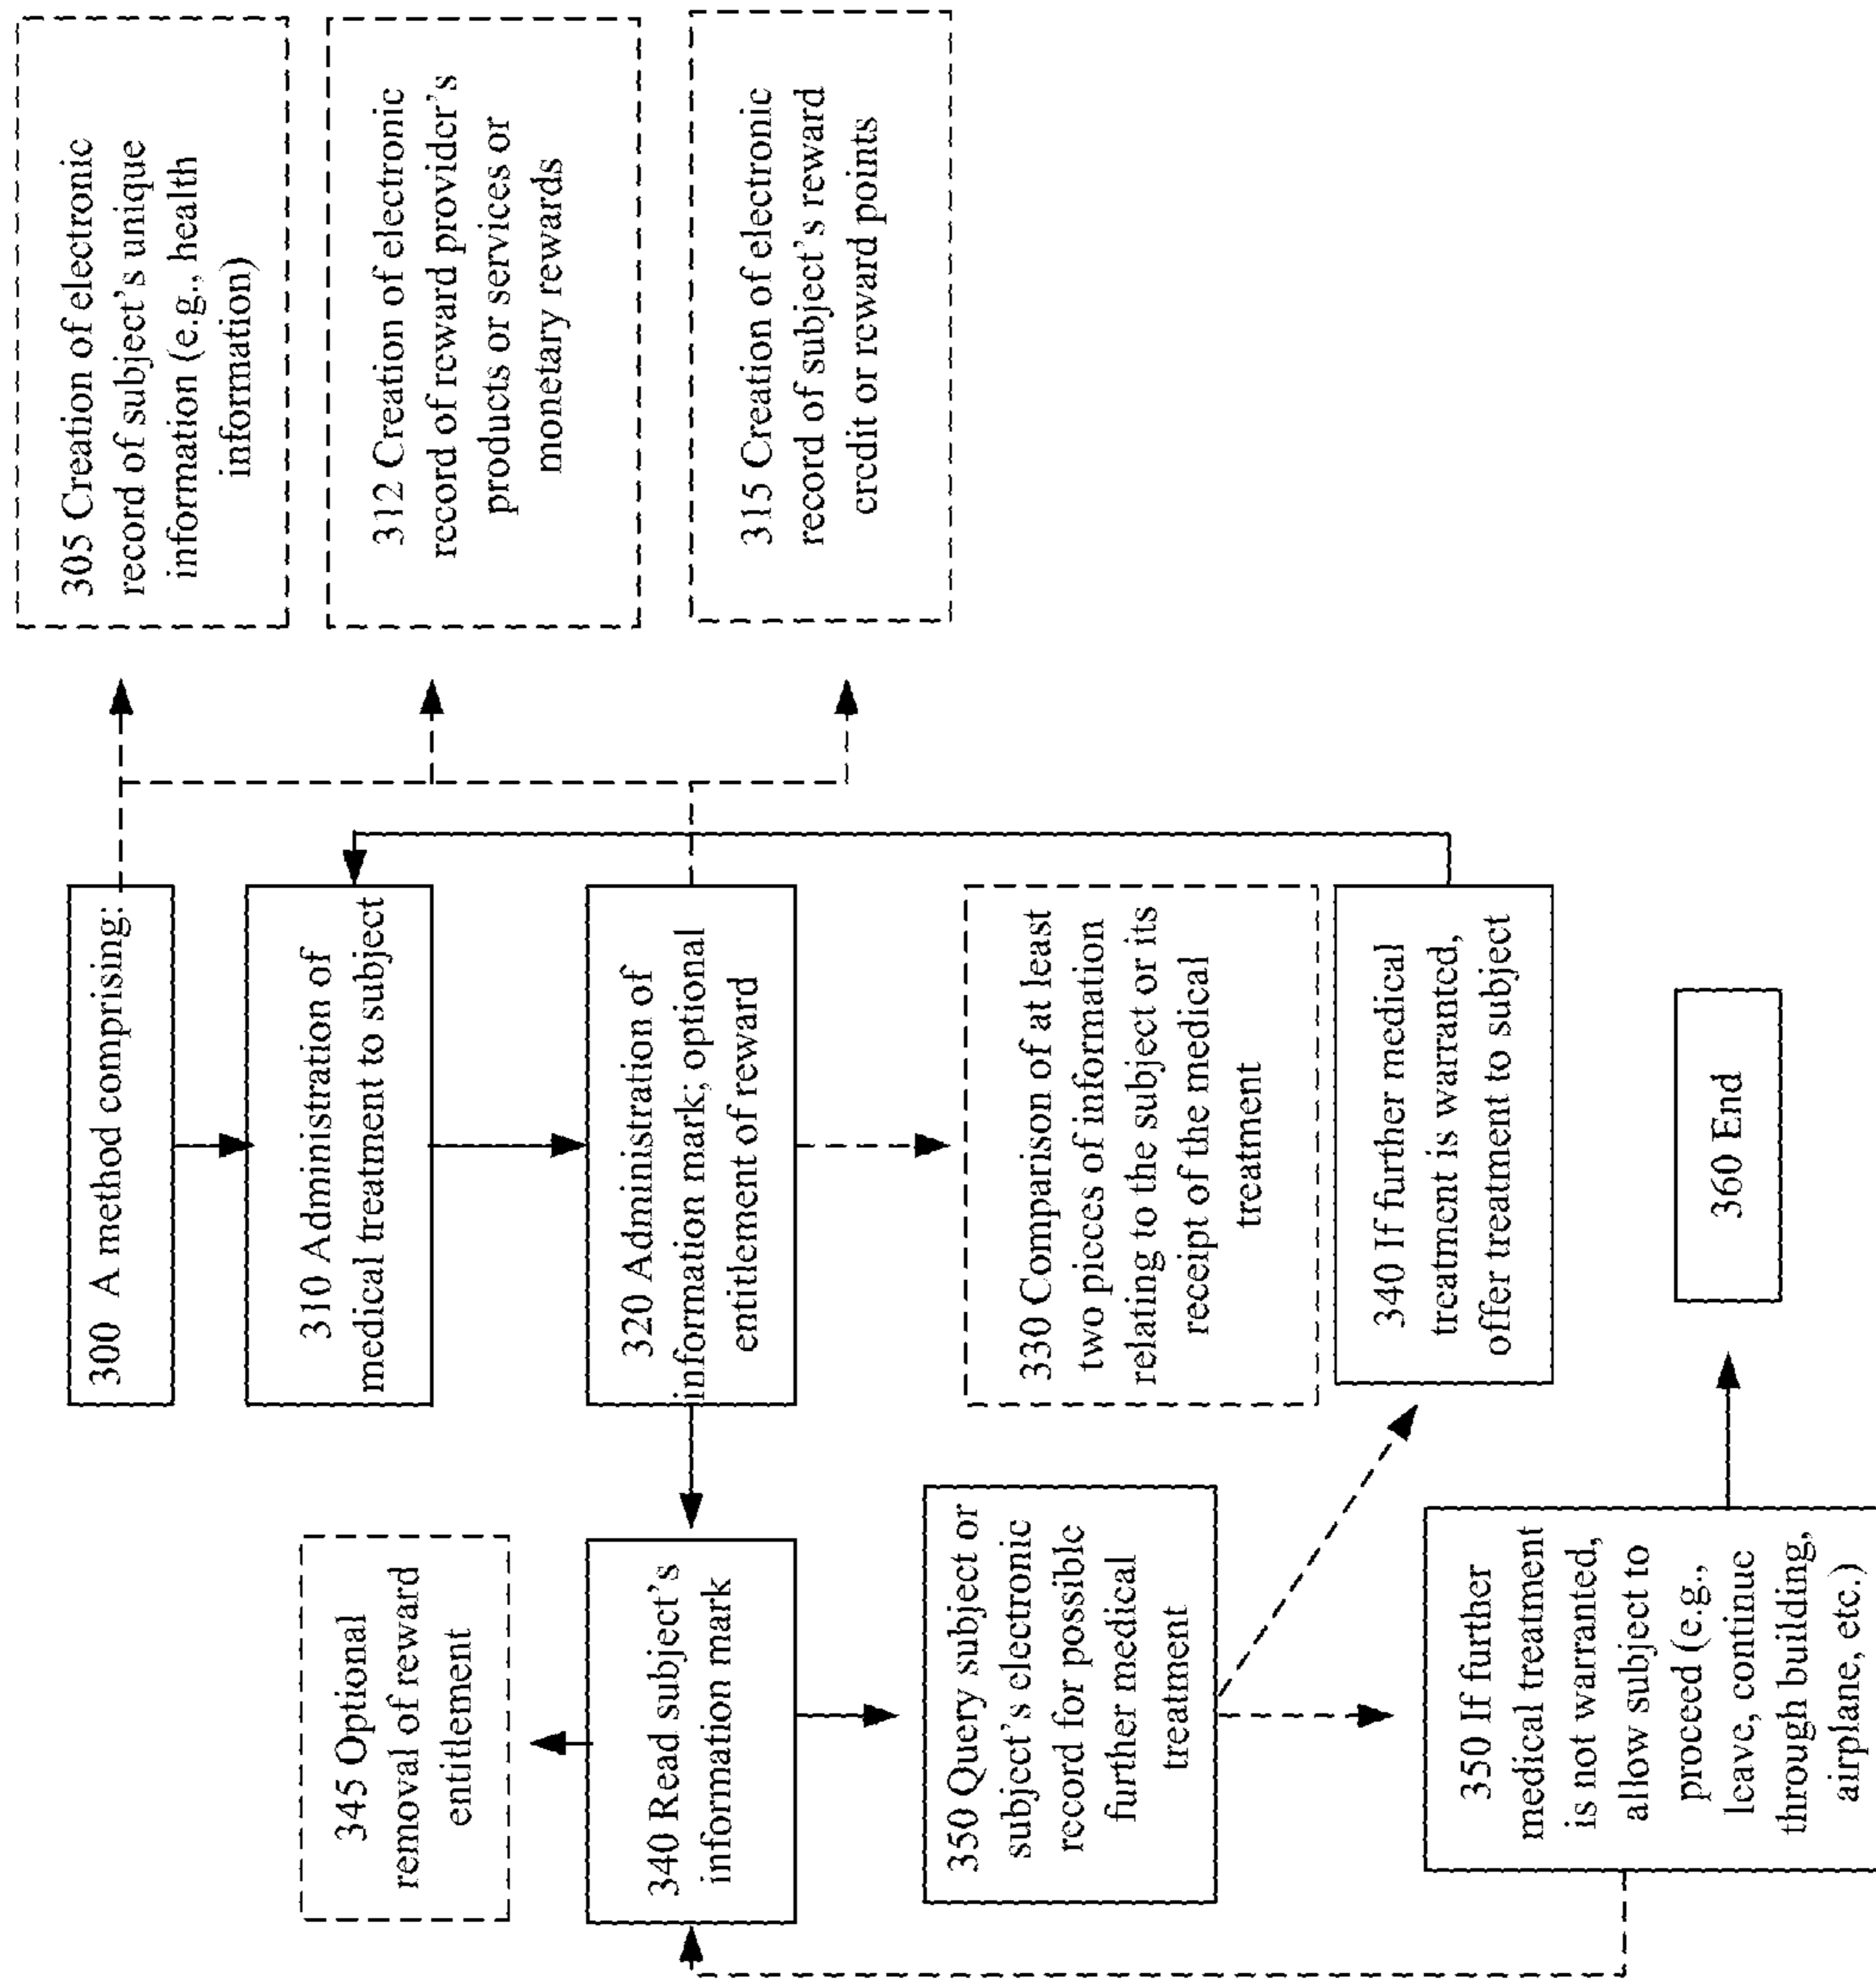 300 A method comprising:
305 Creation of electronic
record of subject's unique
information (e.g., health
information)
310 Administration of
medical treatment to subject
312 Creation of electronic
record of reward provider's
products or services or
monetary rewards
315 Creation of electronic
record of subject's reward
credit or reward points
320 Administration of
information mark; optional
entitlement of reward
345 Optional
removal of reward
entitlement
340 Read subject's
information mark
330 Comparison of at least
two pieces of information
relating to the subject or its
receipt of the medical
treatment
350 Query subject or
subject's electronic
record for possible
further medical
treatment
340 If further medical
treatment is warranted,
offer treatment to subject
350 If further
medical treatment
is not warranted,
allow subject to
proceed (e.g.,
leave, continue
through building,
airplane, etc.)
360 End